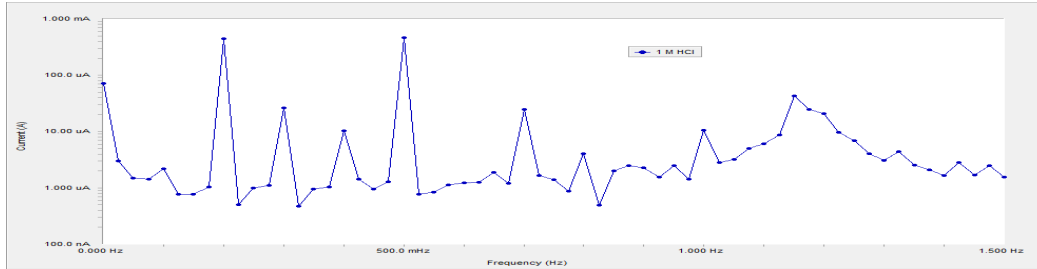 1.000 mA
100.0 uA
10.00 uA
1.000 uA
100.0 nA
Current (A)
1 M HCl
0.000 Hz
500.0 mHz
1.000 Hz
1.500 Hz
Frequency (Hz)